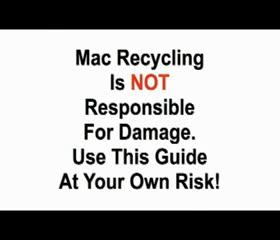 Mac Recycling
Is NOT
Responsible
For Damage.
Use This Guide
At Your Own Risk!